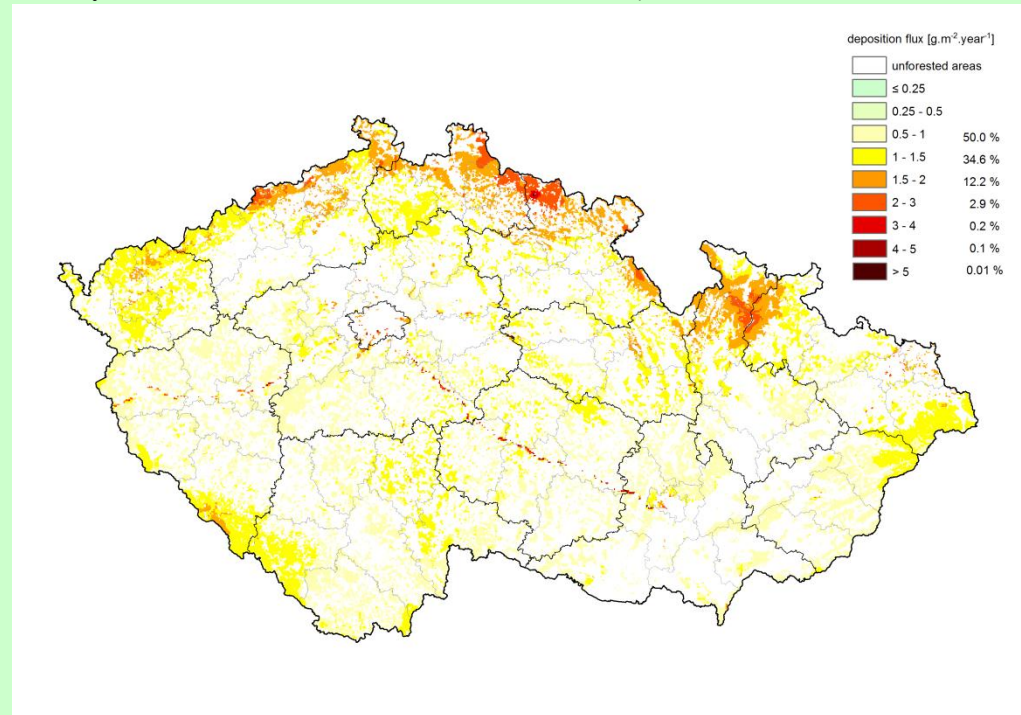 deposition flux [g.m⁻².year⁻¹]
unforested areas
≤ 0.25
0.25 - 0.5
0.5 - 1 50.0 %
1 - 1.5 34.6 %
1.5 - 2 12.2 %
2 - 3 2.9 %
3 - 4 0.2 %
4 - 5 0.1 %
> 5 0.01 %